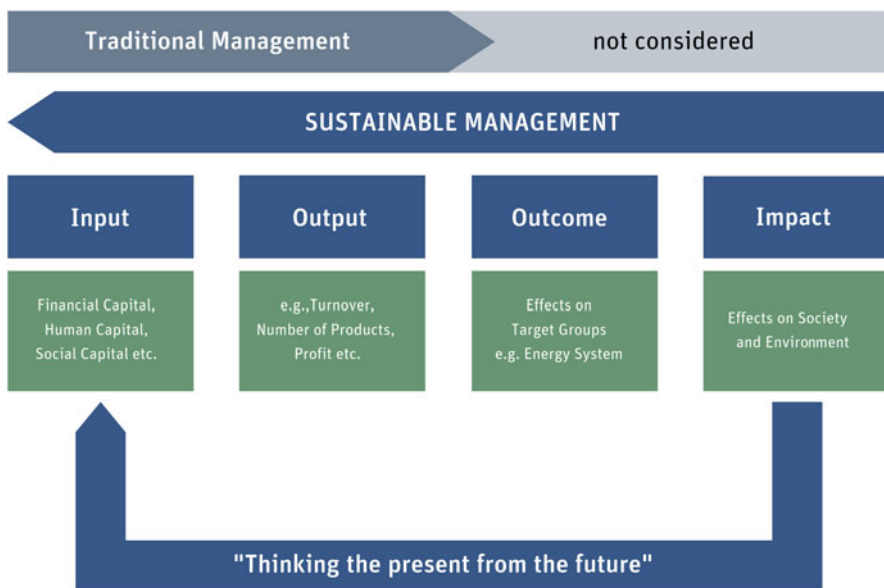 Traditional Management
not considered
SUSTAINABLE MANAGEMENT
Input
Output
Outcome
Impact
Financial Capital,
Human Capital,
Social Capital etc.
e.g.,Turnover,
Number of Products,
Profit etc.
Effects on
Target Groups
e.g. Energy System
Effects on Society
and Environment
"Thinking the present from the future"